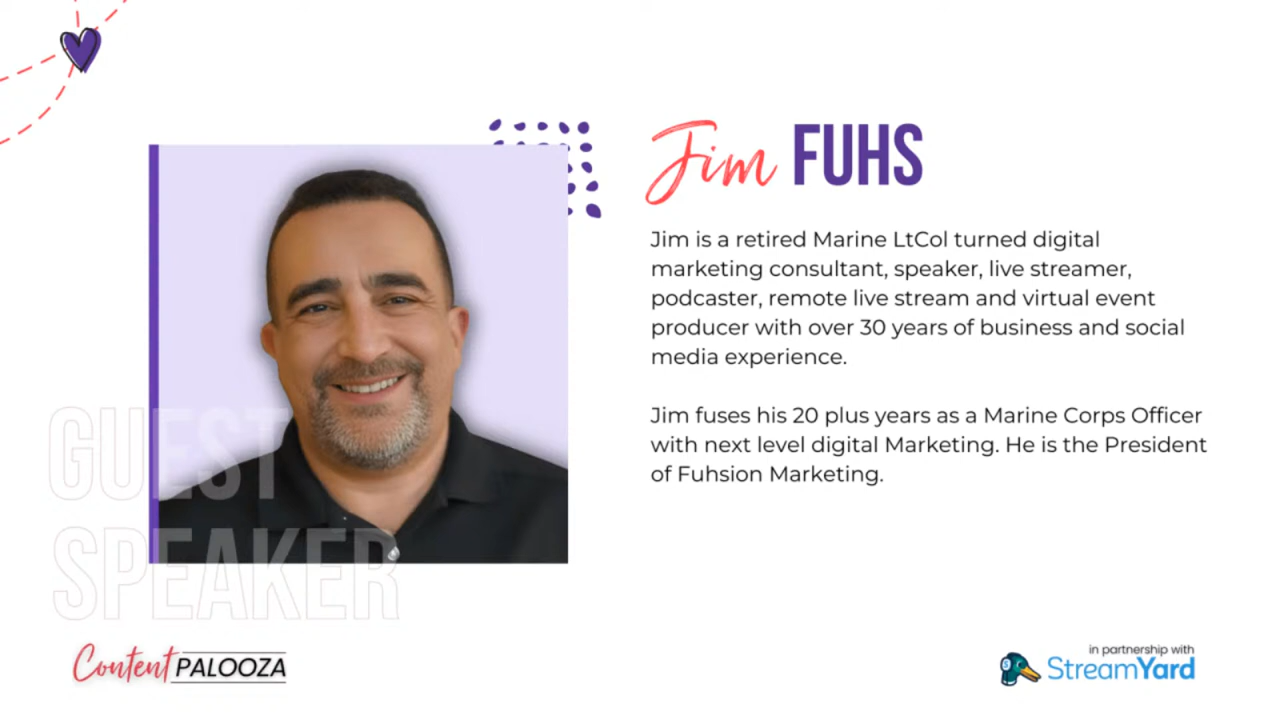 Jim FUHS
Jim is a retired Marine LtCol turned digital
marketing consultant, speaker, live streamer,
podcaster, remote live stream and virtual event
producer with over 30 years of business and social
media experience.
Jim fuses his 20 plus years as a Marine Corps Officer
with next level digital Marketing. He is the President
of Fuhsion Marketing.
GUEST
SPEAKER
Content PALOOZA
in partnership with
StreamYard